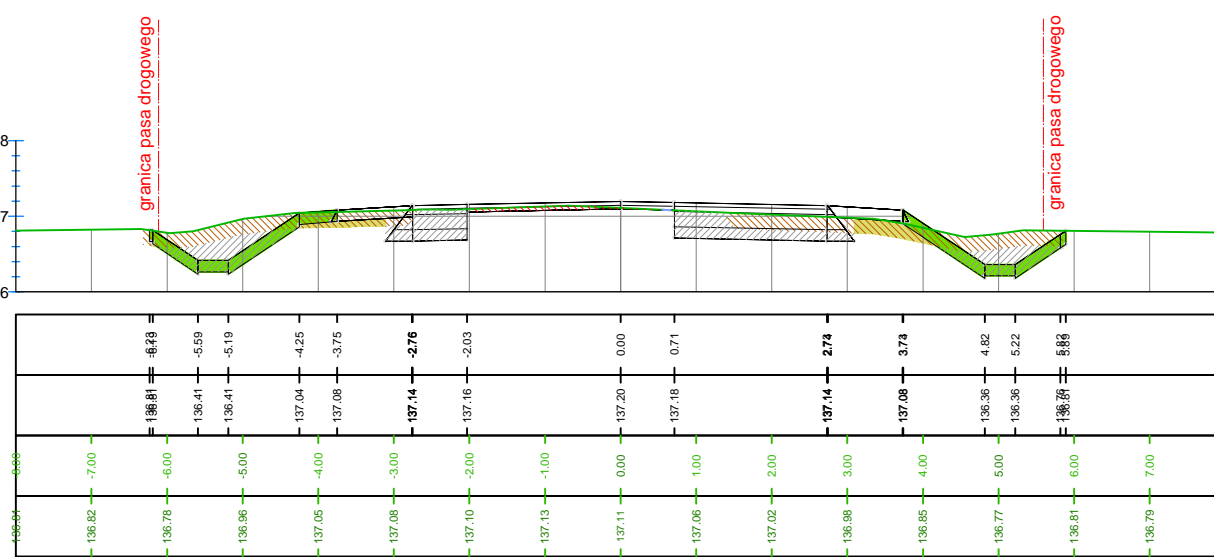 granica pasa drogowego
granica pasa drogowego
8
7
6
-5.59 -5.19 -4.25 -3.75 -2.76 -2.03 0.00 0.71 4.82 5.22
136.41 136.41 137.04 137.08 137.14 137.16 137.20 137.18 137.14 137.08 136.36 136.36
-7.00 -6.00 -5.00 -4.00 -3.00 -2.00 -1.00 0.00 1.00 2.00 3.00 4.00 5.00 6.00 7.00
136.82 136.78 136.96 137.05 137.08 137.10 137.13 137.11 137.06 137.02 136.98 136.85 136.77 136.81 136.79